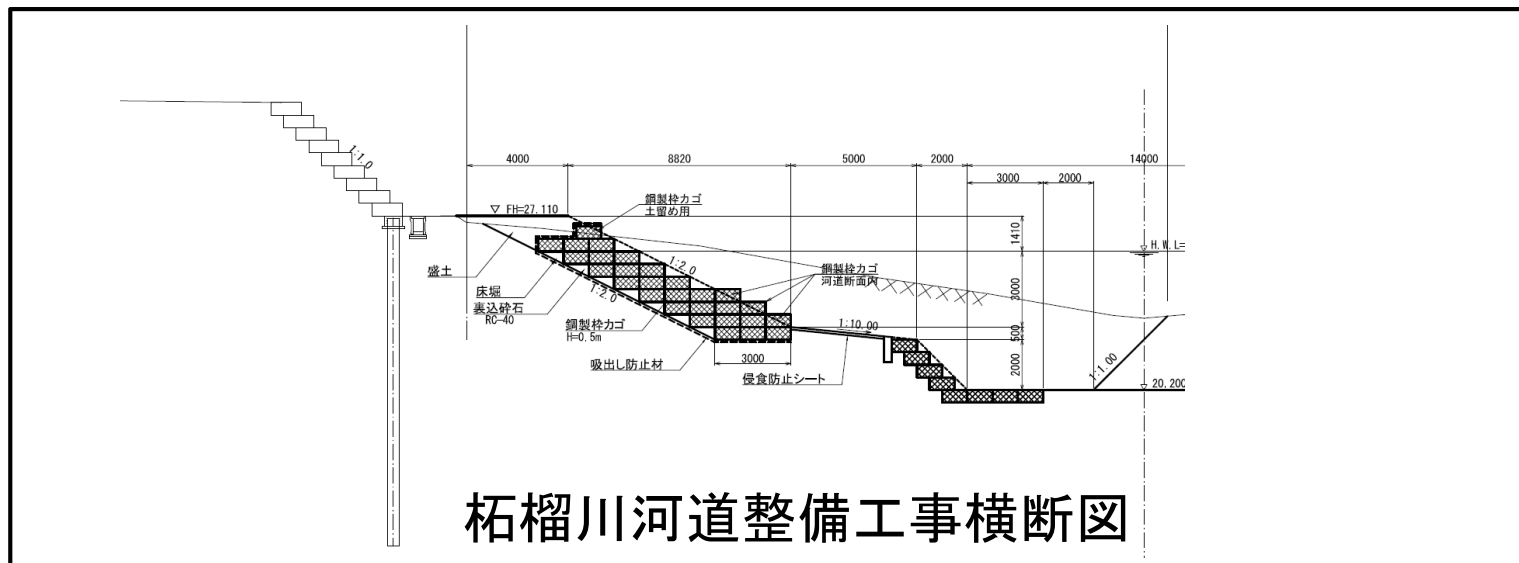 1:1.0
4000
8820
5000
2000
14000
3000
2000
▽ FH=27.110
鋼製枠カゴ
土留め用
1410
H.W.L=
盛土
床堀
裏込砕石
RC-40
1:2.0
1:2.0
鋼製枠カゴ
河道断面内
3000
鋼製枠カゴ
H=0.5m
1:10.00
500
吸出し防止材
3000
侵食防止シート
2000
1:1.00
20,200
柘榴川河道整備工事横断図